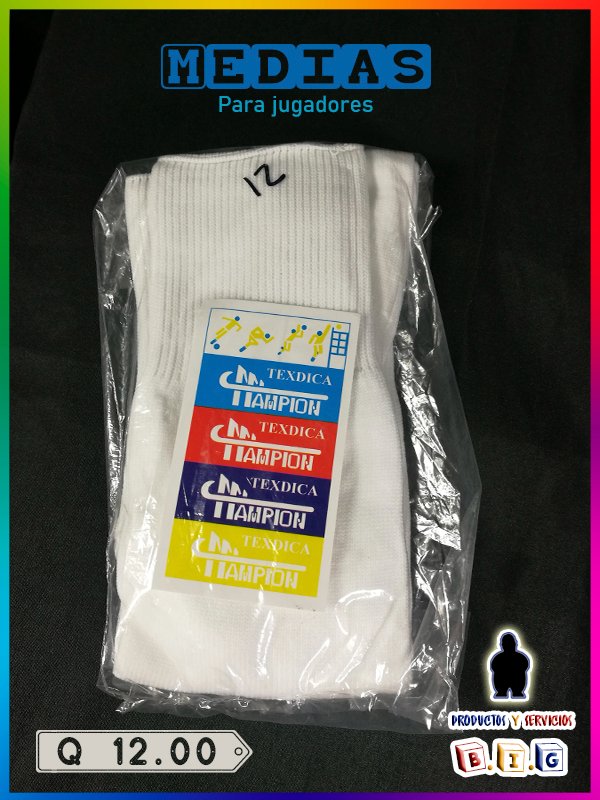 MEDIAS
Para jugadores
12
TEXDICA
CHAMPION
TEXDICA
CHAMPION
TEXDICA
CHAMPION
TEXDICA
CHAMPION
PRODUCTOS Y SERVICIOS
B.I.G
Q 12.00